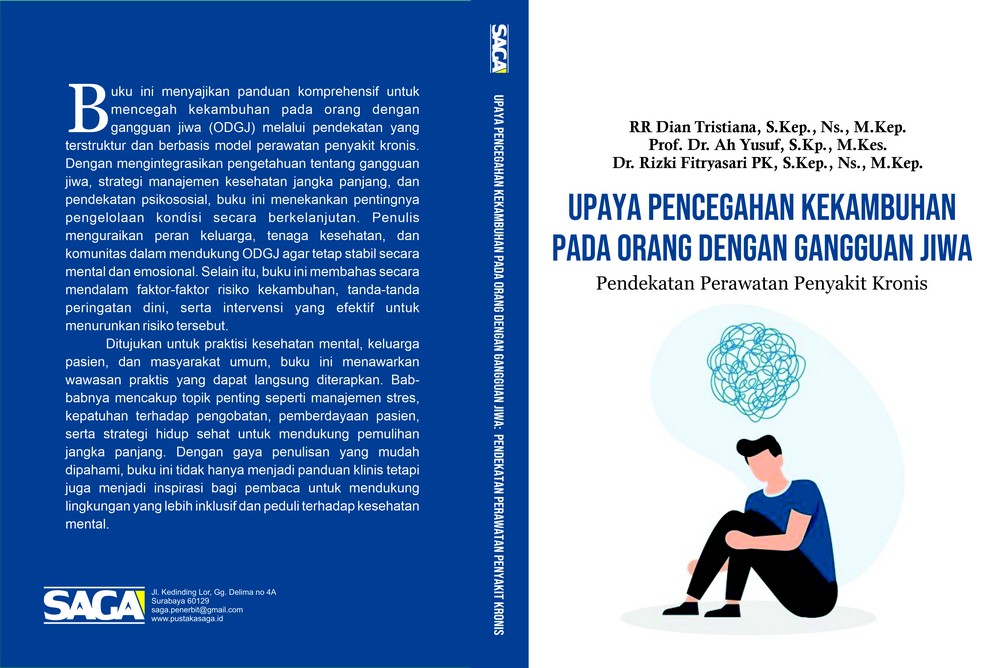 Buku ini menyajikan panduan komprehensif untuk
mencegah kekambuhan pada orang dengan
gangguan jiwa (ODGJ) melalui pendekatan yang
terstruktur dan berbasis model perawatan penyakit kronis.
Dengan mengintegrasikan pengetahuan tentang gangguan
jiwa, strategi manajemen kesehatan jangka panjang, dan
pendekatan psikososial, buku ini menekankan pentingnya
pengelolaan kondisi secara berkelanjutan. Penulis
menguraikan peran keluarga, tenaga kesehatan, dan
komunitas dalam mendukung ODGJ agar tetap stabil secara
mental dan emosional. Selain itu, buku ini membahas secara
mendalam faktor-faktor risiko kekambuhan, tanda-tanda
peringatan dini, serta intervensi yang efektif untuk
menurunkan risiko tersebut.
Ditujukan untuk praktisi kesehatan mental, keluarga
pasien, dan masyarakat umum, buku ini menawarkan
wawasan praktis yang dapat langsung diterapkan. Bab-
babnya mencakup topik penting seperti manajemen stres,
kepatuhan terhadap pengobatan, pemberdayaan pasien,
serta strategi hidup sehat untuk mendukung pemulihan
jangka panjang. Dengan gaya penulisan yang mudah
dipahami, buku ini tidak hanya menjadi panduan klinis tetapi
juga menjadi inspirasi bagi pembaca untuk mendukung
lingkungan yang lebih inklusif dan peduli terhadap kesehatan
mental.
SAGA
Jl. Kedinding Lor, Gg. Delima no 4A
Surabaya 60129
saga.penerbit@gmail.com
www.pustakasaga.id
SAGA
UPAYA PENCEGAHAN KEKAMBUHAN PADA ORANG DENGAN GANGGUAN JIWA: PENDEKATAN PERAWATAN PENYAKIT KRONIS
RR Dian Tristiana, S.Kep., Ns., M.Kep.
Prof. Dr. Ah Yusuf, S.Kp., M.Kes.
Dr. Rizki Fitryasari PK, S.Kep., Ns., M.Kep.
UPAYA PENCEGAHAN KEKAMBUHAN
PADA ORANG DENGAN GANGGUAN JIWA
Pendekatan Perawatan Penyakit Kronis